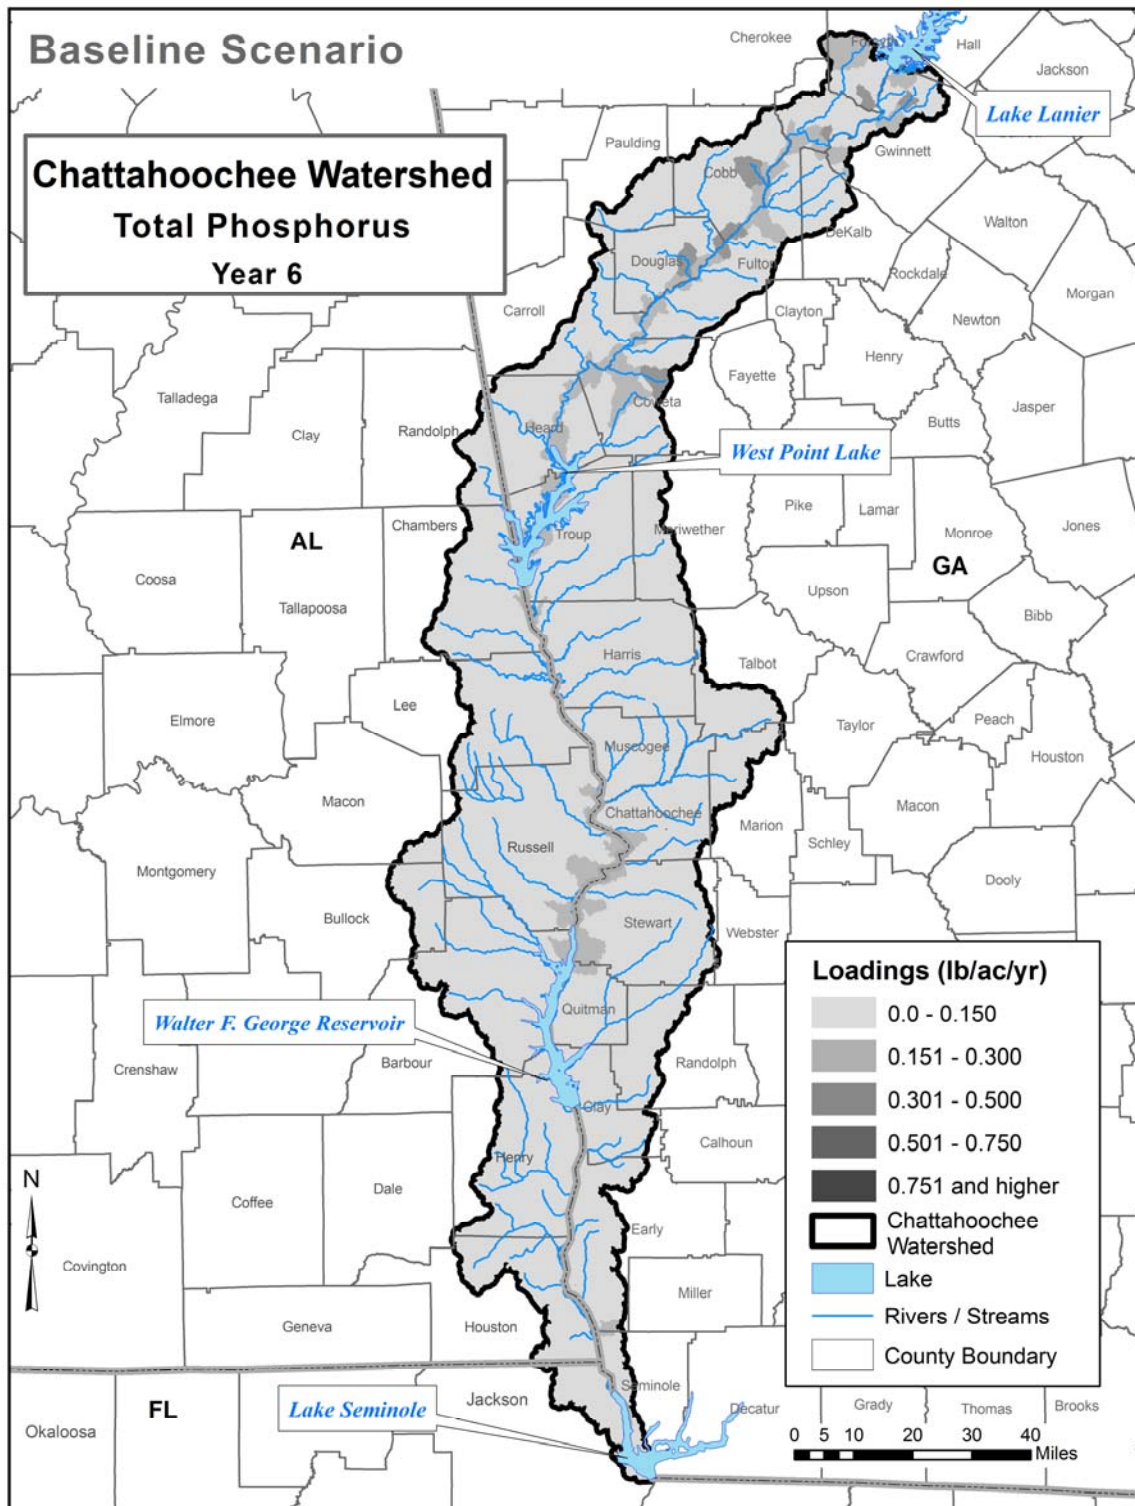 Baseline Scenario
Chattahoochee Watershed
Total Phosphorus
Year 6
Cherokee
Hall
Jackson
Lake Lanier
Paulding
Gwinnett
Cobb
Walton
DeKalb
Douglas
Fulton
Rockdale
Morgan
Carroll
Clayton
Newton
Henry
Fayette
Talladega
Coweta
Jasper
Butts
Clay
Randolph
Heard
West Point Lake
Pike
Lamar
Chambers
Troup
Meriwether
Monroe
Jones
AL
GA
Coosa
Upson
Tallapoosa
Bibb
Harris
Talbot
Crawford
Lee
Elmore
Taylor
Peach
Houston
Muscogee
Macon
Chattahoochee
Macon
Marion
Schley
Russell
Montgomery
Dooly
Bullock
Stewart
Webster
Quitman
Walter F. George Reservoir
Barbour
Randolph
Crenshaw
Clay
Calhoun
Henry
Dale
Coffee
Early
N
Covington
Miller
Geneva
Houston
Seminole
Jackson
Decatur
Lake Seminole
FL
Okaloosa
Grady
Thomas
Brooks
Loadings (lb/ac/yr)
0.0 - 0.150
0.151 - 0.300
0.301 - 0.500
0.501 - 0.750
0.751 and higher
Chattahoochee
Watershed
Lake
Rivers / Streams
County Boundary
0 5 10 20 30 40
Miles